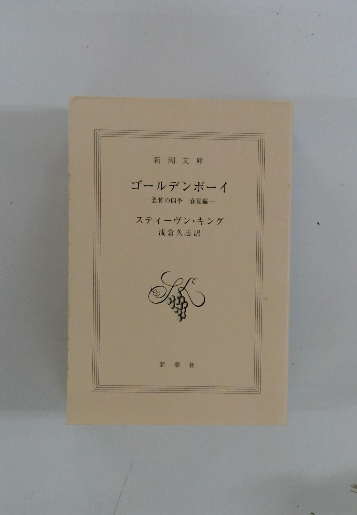 新潮文庫
ゴールデンボーイ
―恐怖の四季 春夏編―
スティーヴン・キング
浅倉久志訳
新潮社